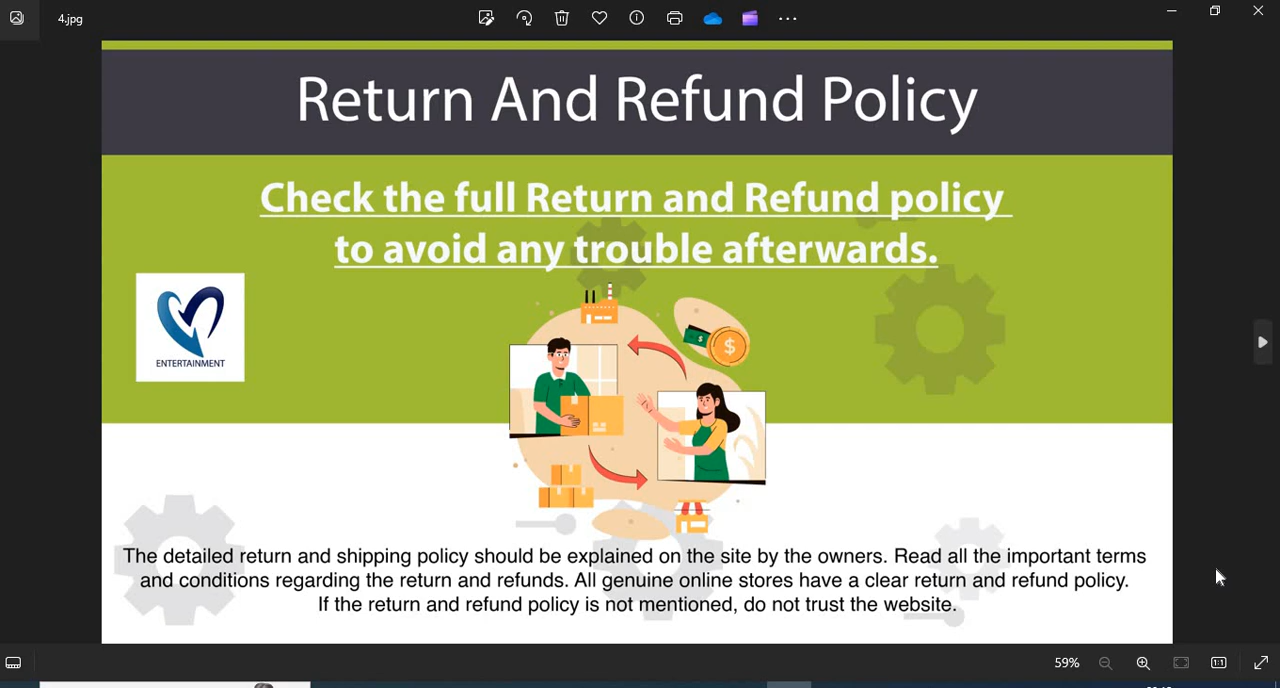 4.jpg
Return And Refund Policy
Check the full Return and Refund policy
to avoid any trouble afterwards.
ENTERTAINMENT
$
$
The detailed return and shipping policy should be explained on the site by the owners. Read all the important terms
and conditions regarding the return and refunds. All genuine online stores have a clear return and refund policy.
If the return and refund policy is not mentioned, do not trust the website.
59%
1:1